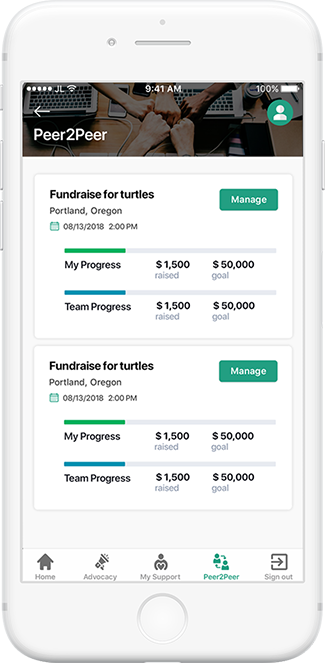 JL 9:41 AM 100%
Peer2Peer
Fundraise for turtles
Manage
Portland, Oregon
08/13/2018 2:00 PM
My Progress $ 1,500 $ 50,000
raised goal
Team Progress $ 1,500 $ 50,000
raised goal
Fundraise for turtles
Manage
Portland, Oregon
08/13/2018 2:00 PM
My Progress $ 1,500 $ 50,000
raised goal
Team Progress $ 1,500 $ 50,000
raised goal
Home Advocacy My Support Peer2Peer Sign out